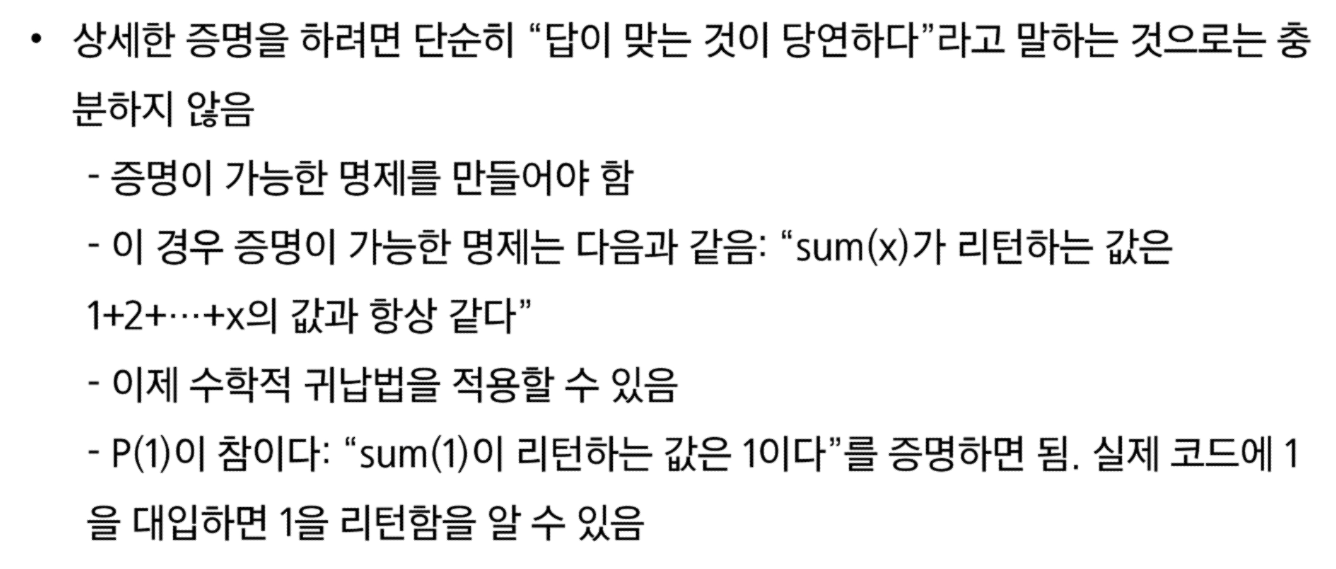 • 상세한 증명을 하려면 단순히 “답이 맞는 것이 당연하다”라고 말하는 것으로는 충
분하지 않음
- 증명이 가능한 명제를 만들어야 함
- 이 경우 증명이 가능한 명제는 다음과 같음: “sum(x)가 리턴하는 값은
1+2+⋯+x의 값과 항상 같다”
- 이제 수학적 귀납법을 적용할 수 있음
- P(1)이 참이다: “sum(1)이 리턴하는 값은 1이다”를 증명하면 됨. 실제 코드에 1
을 대입하면 1을 리턴함을 알 수 있음